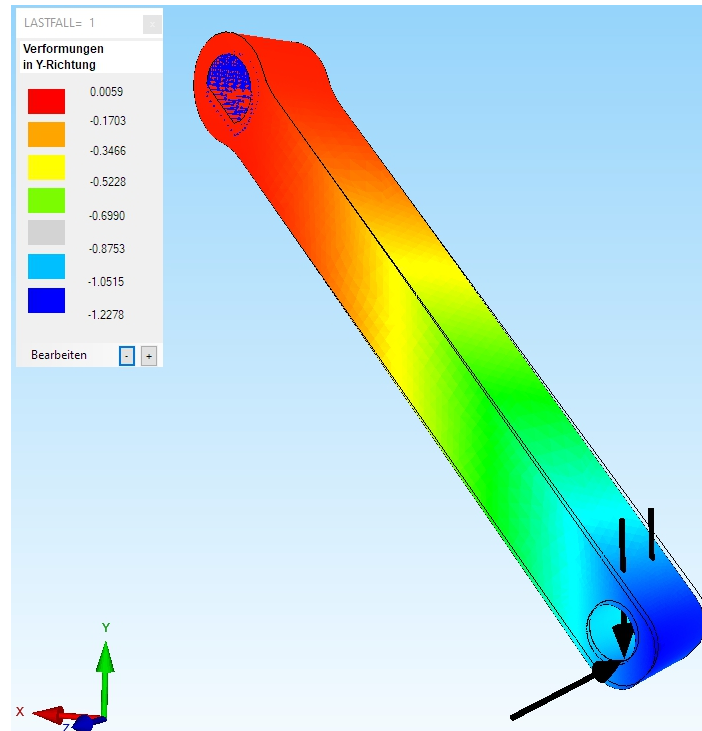 LASTFALL= 1
Verformungen
in Y-Richtung
0.0059
-0.1703
-0.3466
-0.5228
-0.6990
-0.8753
-1.0515
-1.2278
Bearbeiten - +
Y
X
Z